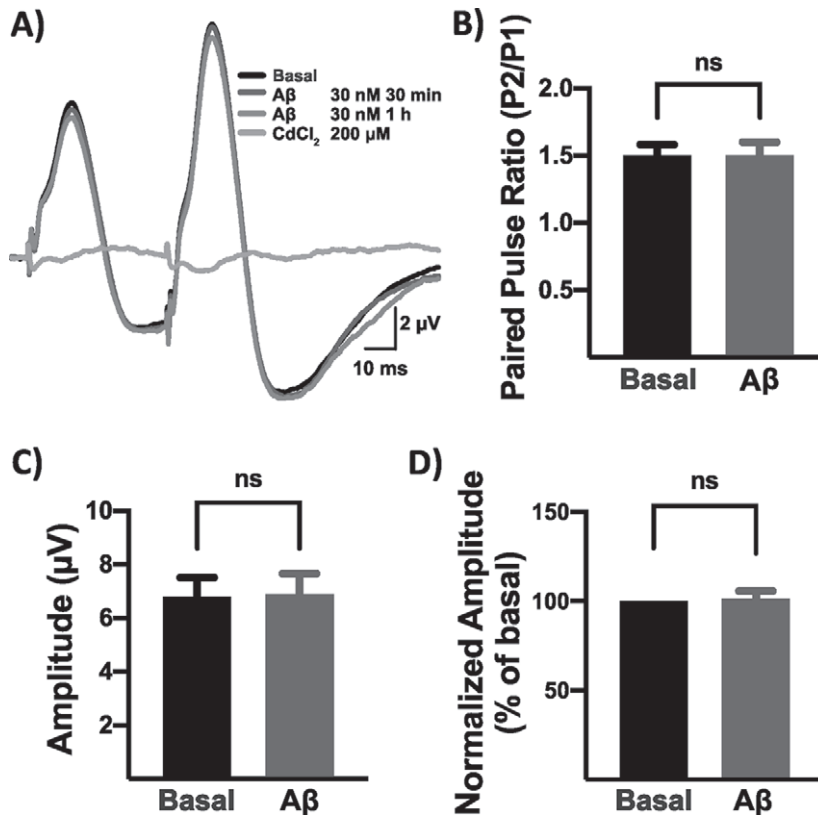 A)
Basal
Aβ 30 nM 30 min
Aβ 30 nM 1 h
CdCl₂ 200 µM
2 µV
10 ms
B)
Paired Pulse Ratio (P2/P1)
ns
2.0
1.5
1.0
0.5
Basal Aβ
C)
Amplitude (µV)
ns
10
8
6
4
2
Basal Aβ
D)
Normalized Amplitude
(% of basal)
ns
150
100
50
Basal Aβ